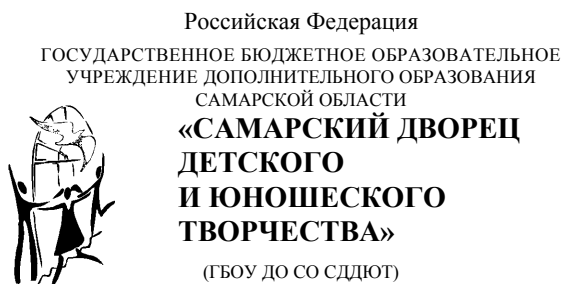 Российская Федерация
ГОСУДАРСТВЕННОЕ БЮДЖЕТНОЕ ОБРАЗОВАТЕЛЬНОЕ
УЧРЕЖДЕНИЕ ДОПОЛНИТЕЛЬНОГО ОБРАЗОВАНИЯ
САМАРСКОЙ ОБЛАСТИ
«САМАРСКИЙ ДВОРЕЦ
ДЕТСКОГО
И ЮНОШЕСКОГО
ТВОРЧЕСТВА»
(ГБОУ ДО СО СДДЮТ)